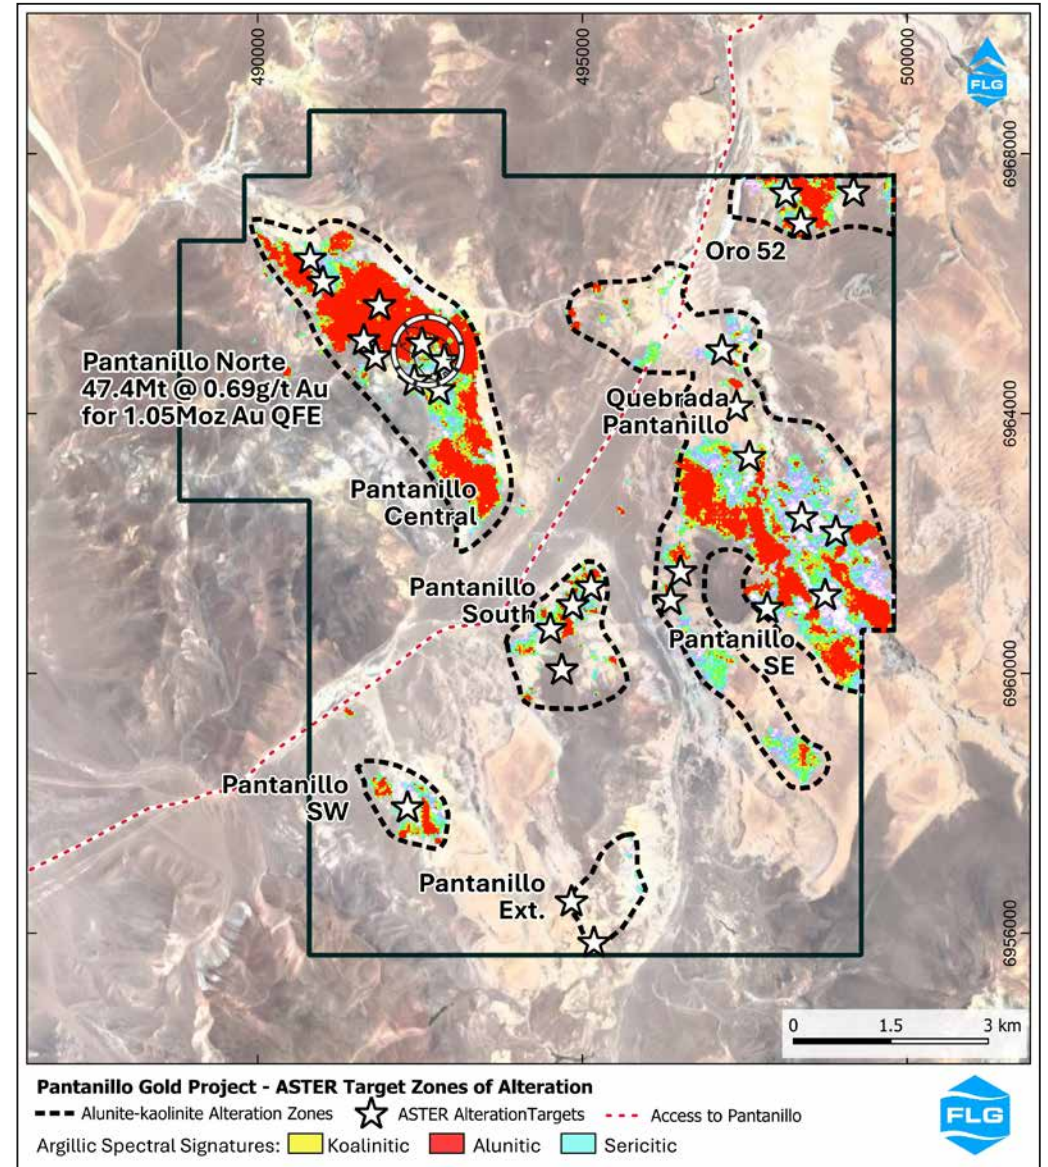 490000
495000
500000
FLG
6968000
Oro 52
Pantanillo Norte
47.4Mt @ 0.69g/t Au
for 1.05Moz Au QFE
Quebrada
Pantanillo
6964000
Pantanillo
Central
Pantanillo
South
Pantanillo
SE
6960000
Pantanillo
SW
Pantanillo
Ext.
6956000
0 1.5 3 km
Pantanillo Gold Project - ASTER Target Zones of Alteration
Alunite-kaolinite Alteration Zones ASTER AlterationTargets Access to Pantanillo
Argillic Spectral Signatures: Koalinitic Alunitic Sericitic
FLG